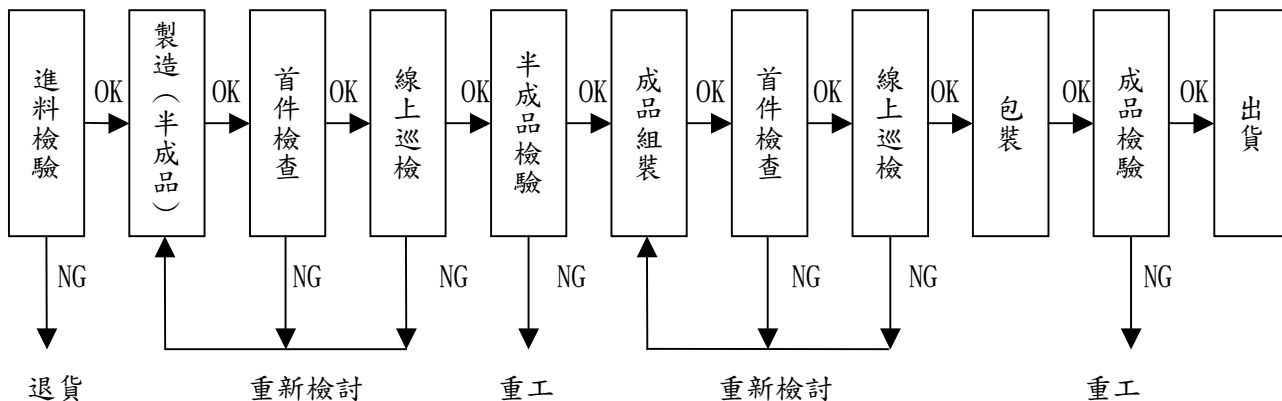 進料檢驗
OK
製造（半成品）
OK
首件檢查
OK
線上巡檢
OK
半成品檢驗
OK
成品組裝
OK
首件檢查
OK
線上巡檢
OK
包裝
OK
成品檢驗
OK
出貨
NG
NG
NG
NG
NG
NG
NG
退貨
重新檢討
重工
重新檢討
重工